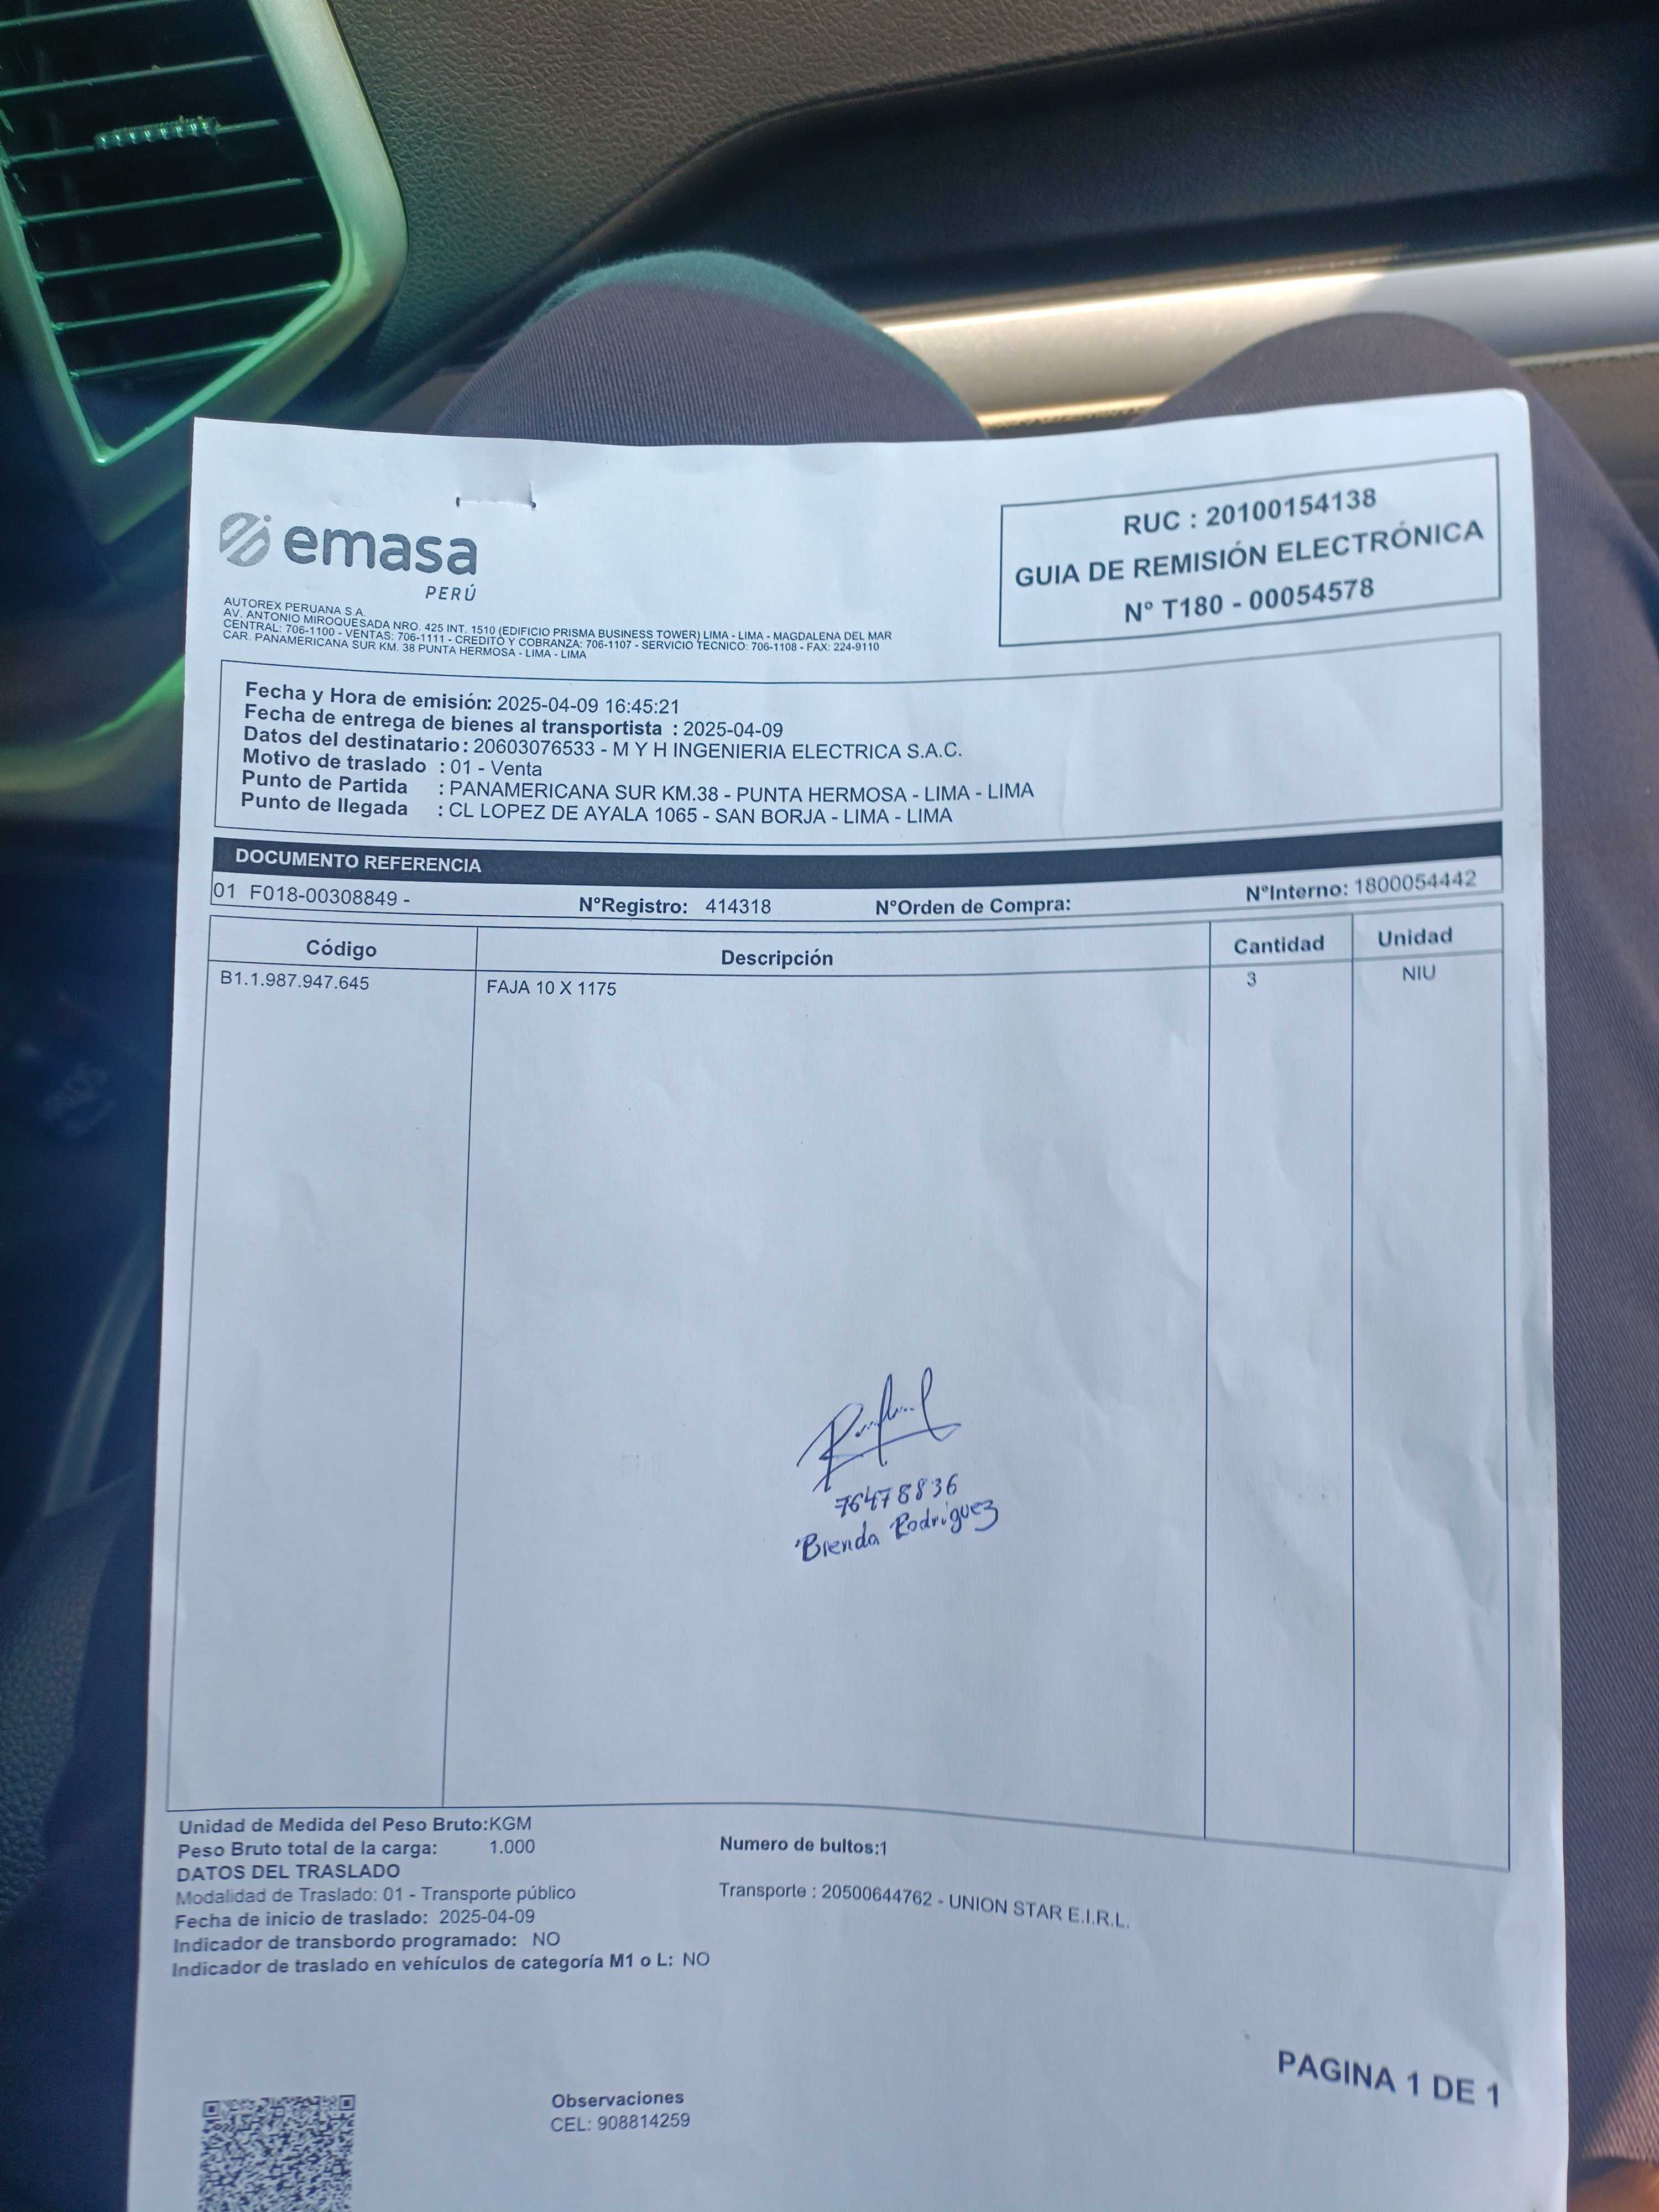 emasa
PERÚ
RUC : 20100154138
GUIA DE REMISIÓN ELECTRÓNICA
N° T180 - 00054578
AUTOREX PERUANA S.A.
AV. ANTONIO MIROQUESADA NRO. 425 INT. 1510 (EDIFICIO PRISMA BUSINESS TOWER) LIMA - LIMA - MAGDALENA DEL MAR
CENTRAL: 706-1100 - VENTAS: 706-1111 - CREDITO Y COBRANZA: 706-1107 - SERVICIO TECNICO: 706-1108 - FAX: 224-9110
CAR. PANAMERICANA SUR KM. 38 PUNTA HERMOSA - LIMA - LIMA
Fecha y Hora de emisión: 2025-04-09 16:45:21
Fecha de entrega de bienes al transportista : 2025-04-09
Datos del destinatario : 20603076533 - M Y H INGENIERIA ELECTRICA S.A.C.
Motivo de traslado : 01 - Venta
Punto de Partida : PANAMERICANA SUR KM.38 - PUNTA HERMOSA - LIMA - LIMA
Punto de llegada : CL LOPEZ DE AYALA 1065 - SAN BORJA - LIMA - LIMA
DOCUMENTO REFERENCIA
01 F018-00308849 - N°Registro: 414318 N°Orden de Compra: N°Interno: 1800054442
Código Descripción Cantidad Unidad
B1.1.987.947.645 FAJA 10 X 1175 3 NIU
76478836
Brenda Rodriguez
Unidad de Medida del Peso Bruto:KGM
Peso Bruto total de la carga: 1.000 Numero de bultos:1
DATOS DEL TRASLADO
Modalidad de Traslado: 01 - Transporte público Transporte : 20500644762 - UNION STAR E.I.R.L.
Fecha de inicio de traslado: 2025-04-09
Indicador de transbordo programado: NO
Indicador de traslado en vehículos de categoría M1 o L: NO
PAGINA 1 DE 1
Observaciones
CEL: 908814259